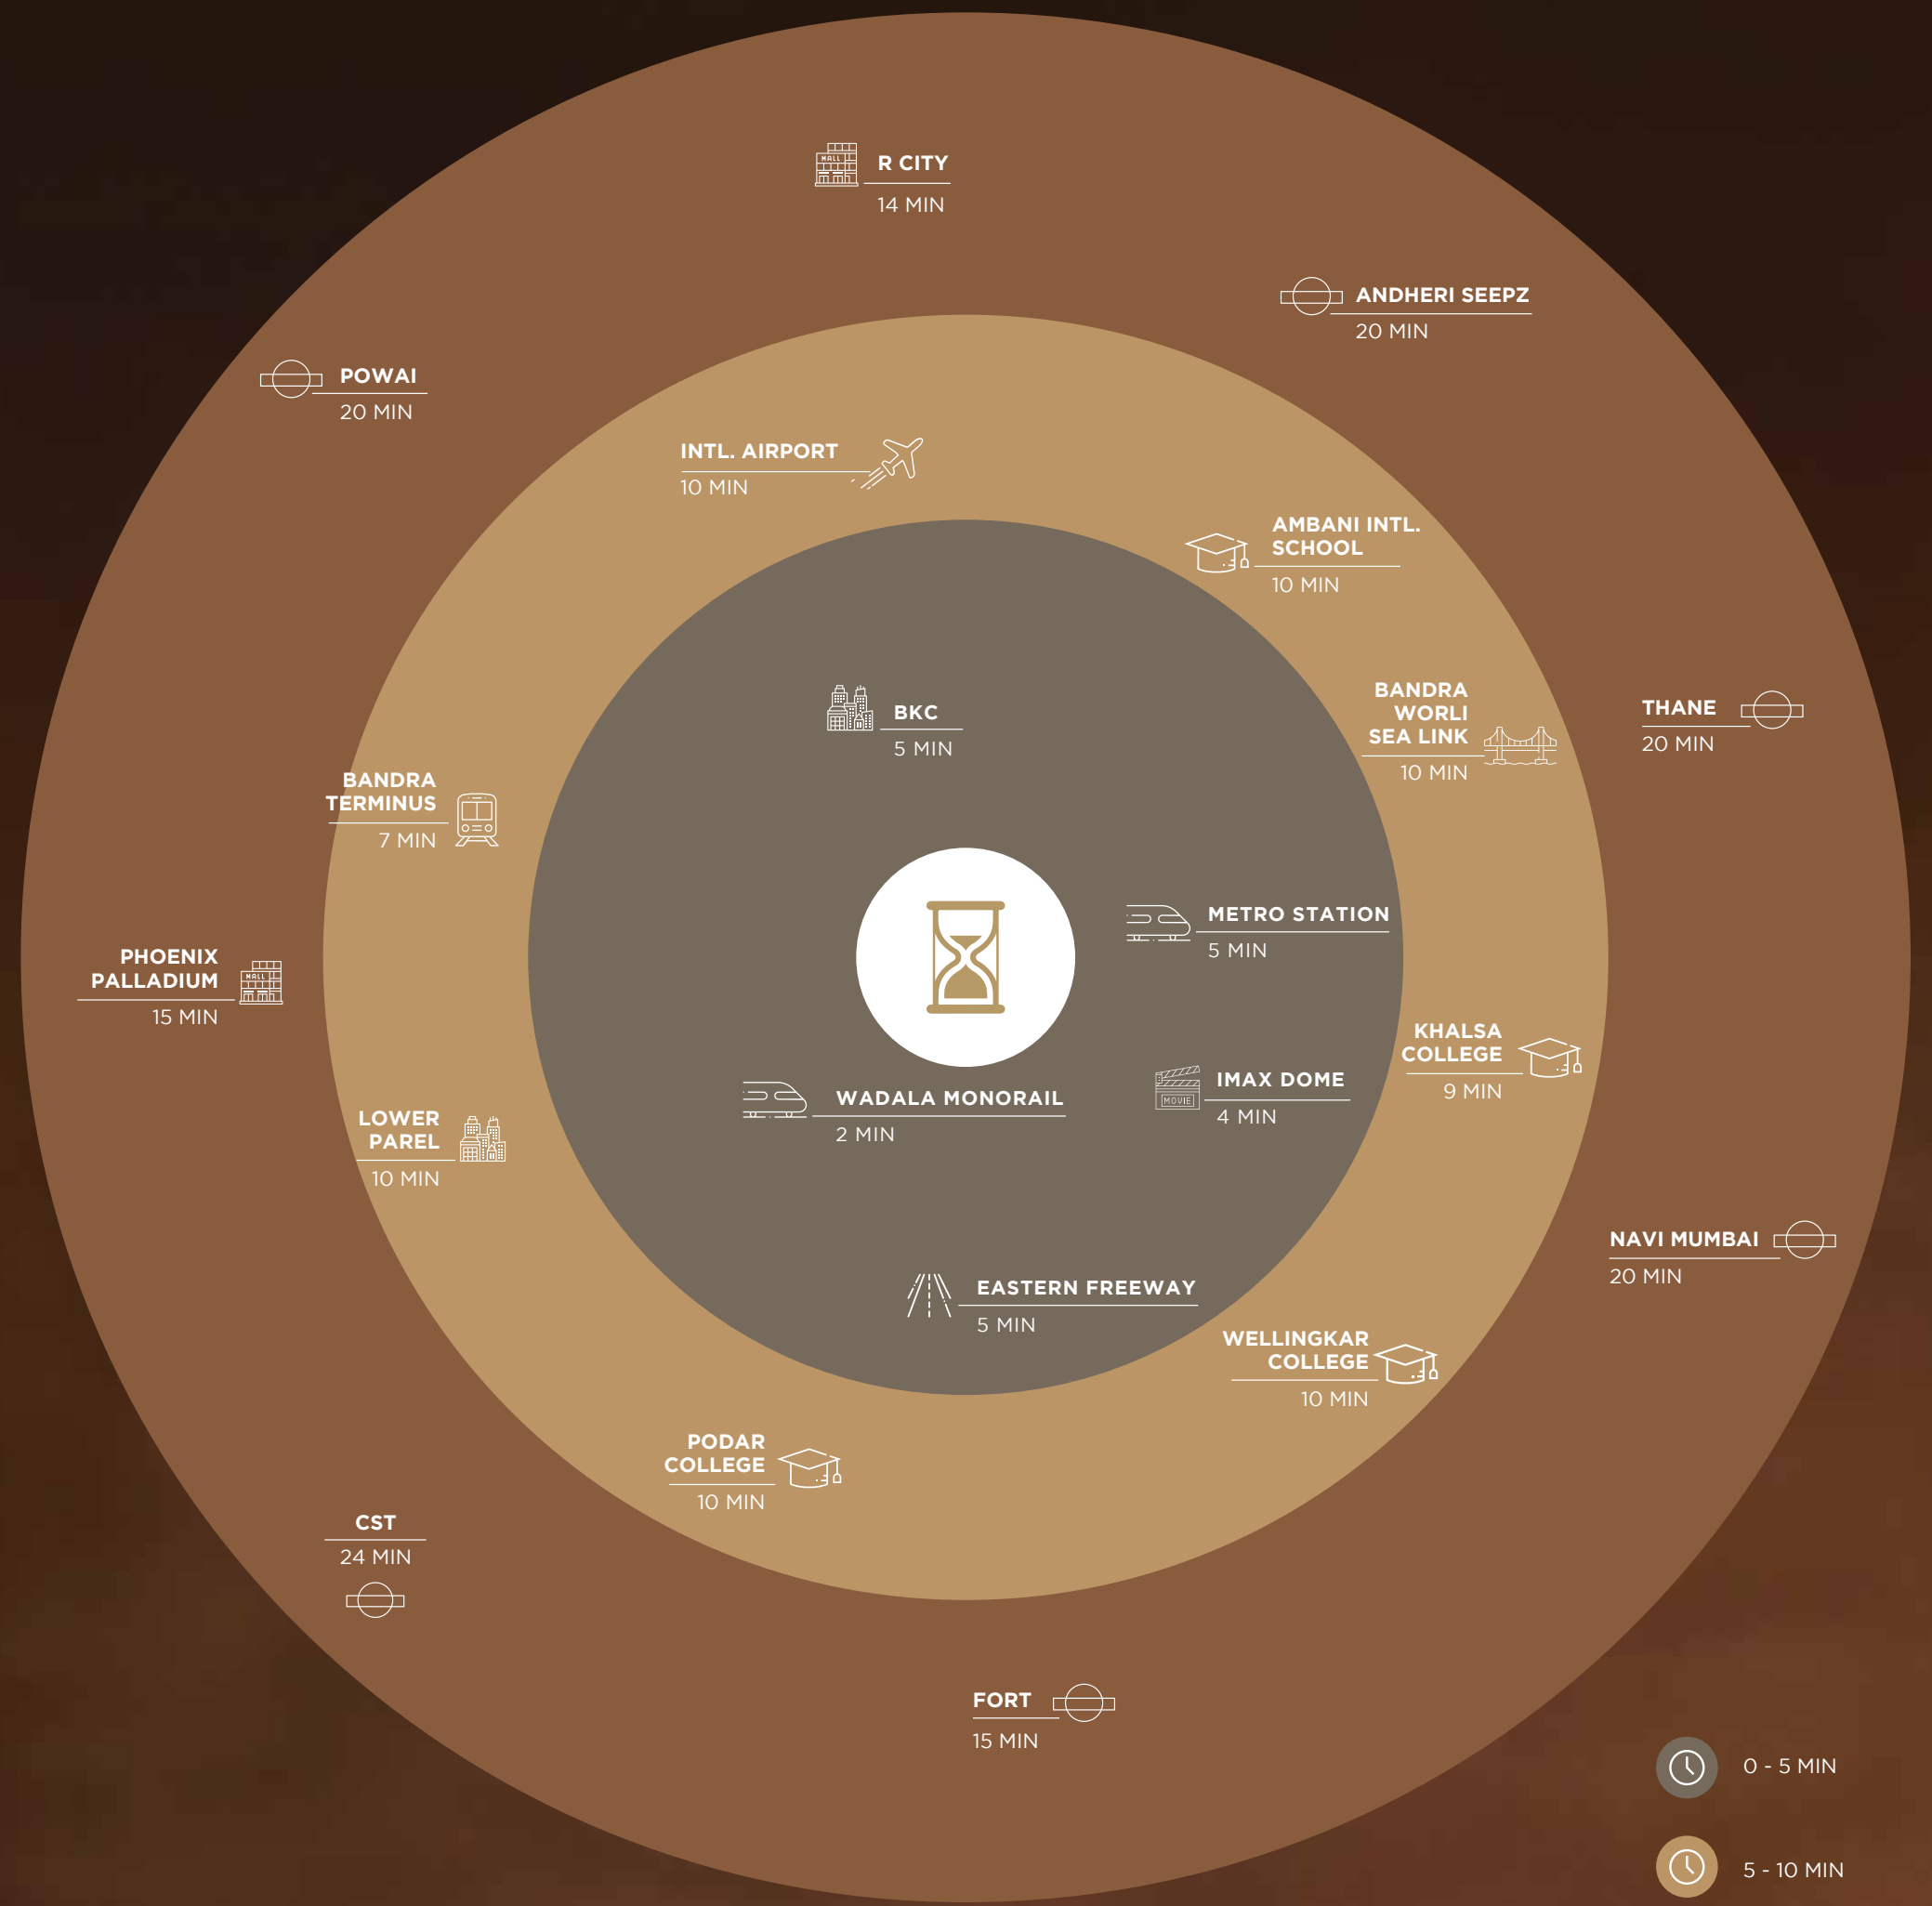 MALL
R CITY
14 MIN
ANDHERI SEEPZ
20 MIN
POWAI
20 MIN
INTL. AIRPORT
10 MIN
AMBANI INTL.
SCHOOL
10 MIN
BKC
5 MIN
BANDRA
WORLI
SEA LINK
10 MIN
THANE
20 MIN
BANDRA
TERMINUS
7 MIN
METRO STATION
5 MIN
PHOENIX
PALLADIUM
MALL
15 MIN
KHALSA
COLLEGE
9 MIN
WADALA MONORAIL
2 MIN
IMAX DOME
MOVIE
4 MIN
LOWER
PAREL
10 MIN
NAVI MUMBAI
20 MIN
EASTERN FREEWAY
5 MIN
WELLINGKAR
COLLEGE
10 MIN
PODAR
COLLEGE
10 MIN
CST
24 MIN
FORT
15 MIN
0 - 5 MIN
5 - 10 MIN